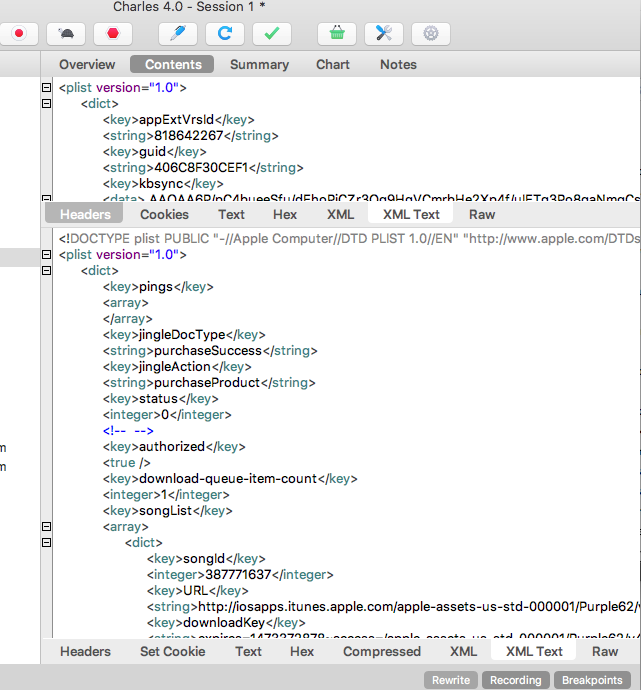 Charles 4.0 - Session 1 *
Overview Contents Summary Chart Notes
<plist version="1.0">
<dict>
<key>appExtVrsId</key>
<string>818642267</string>
<key>guid</key>
<string>406C8F30CEF1</string>
<key>kbsync</key>
<data>
Headers Cookies Text Hex XML XML Text Raw
<!DOCTYPE plist PUBLIC "-//Apple Computer//DTD PLIST 1.0//EN" "http://www.apple.com/DTDs
<plist version="1.0">
<dict>
<key>pings</key>
<array>
</array>
<key>jingleDocType</key>
<string>purchaseSuccess</string>
<key>jingleAction</key>
<string>purchaseProduct</string>
<key>status</key>
<integer>0</integer>
<!-- -->
<key>authorized</key>
<true />
<key>download-queue-item-count</key>
<integer>1</integer>
<key>songList</key>
<array>
<dict>
<key>songId</key>
<integer>387771637</integer>
<key>URL</key>
<string>http://iosapps.itunes.apple.com/apple-assets-us-std-000001/Purple62/v
<key>downloadKey</key>
<string>expires=1473372878~access=/apple-assets-us-std-000001/Purple62/v4
Headers Set Cookie Text Hex Compressed XML XML Text Raw
Rewrite Recording Breakpoints